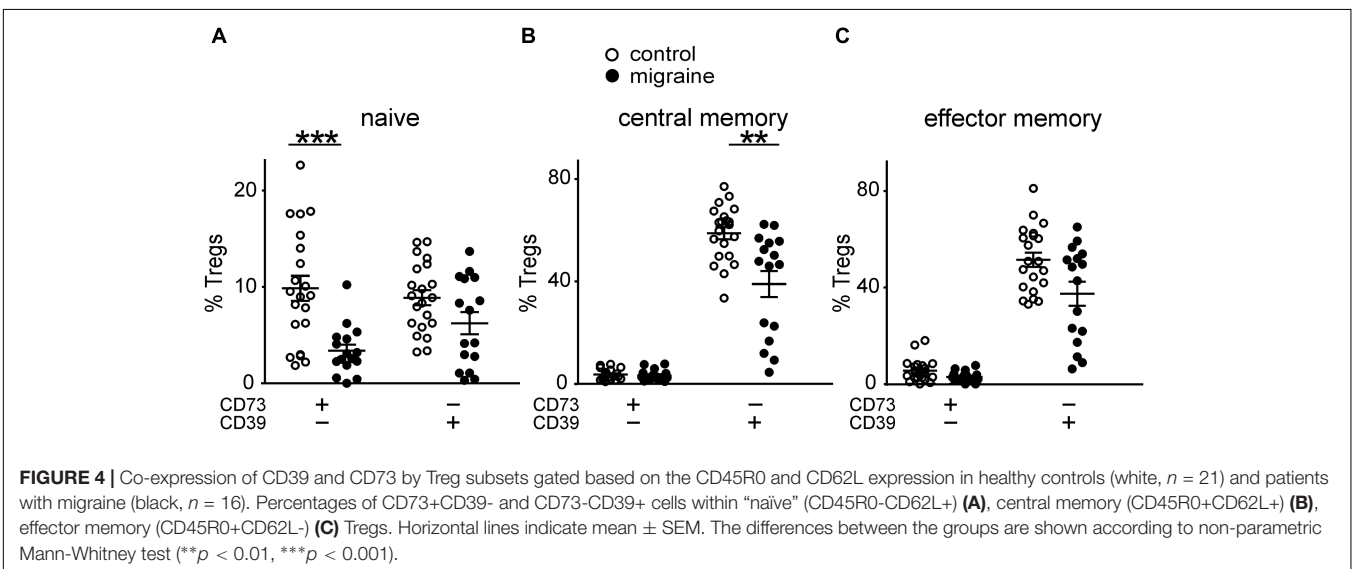 A
B
C
control
migraine
naive
central memory
effector memory
***
**
% Tregs
20
10
0
% Tregs
80
40
0
% Tregs
80
40
0
CD73 + − + − + −
CD39 − + − + − +
FIGURE 4 | Co-expression of CD39 and CD73 by Treg subsets gated based on the CD45R0 and CD62L expression in healthy controls (white, n = 21) and patients
with migraine (black, n = 16). Percentages of CD73+CD39- and CD73-CD39+ cells within “naïve” (CD45R0-CD62L+) (A), central memory (CD45R0+CD62L+) (B),
effector memory (CD45R0+CD62L-) (C) Tregs. Horizontal lines indicate mean ± SEM. The differences between the groups are shown according to non-parametric
Mann-Whitney test (**p < 0.01, ***p < 0.001).